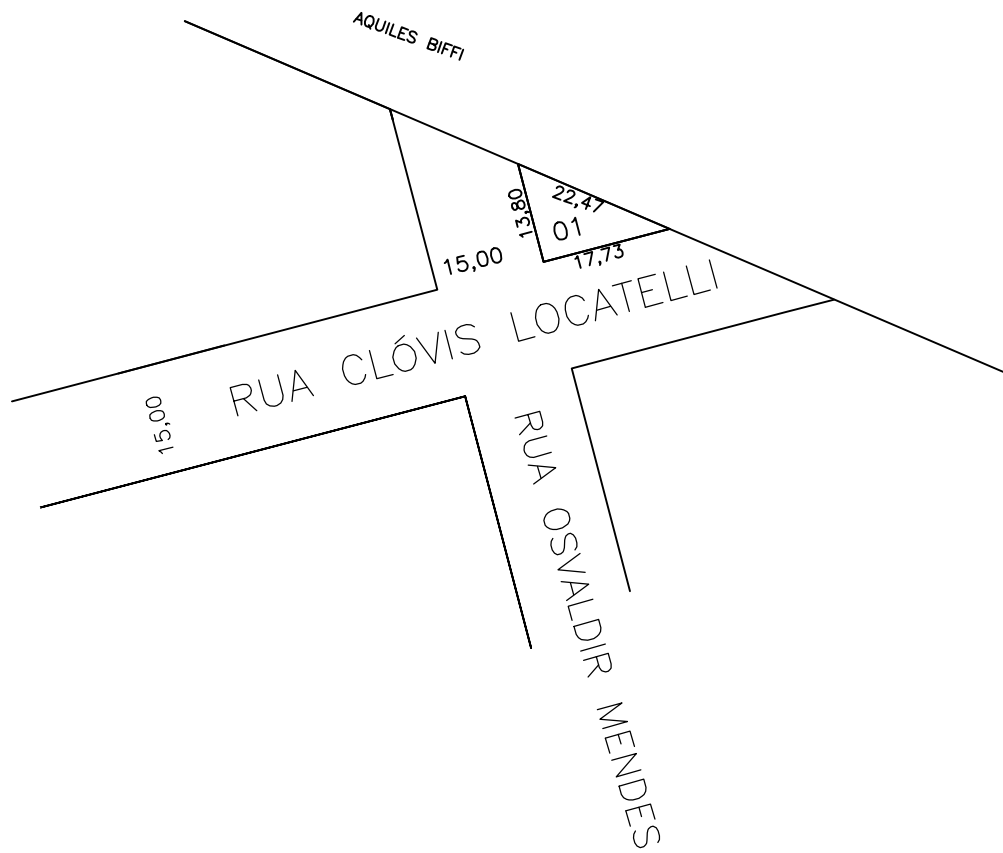 AQUILES BIFFI
22,47
13,80
01
17,73
15,00
RUA CLÓVIS LOCATELLI
15,00
RUA OSVALDIR MENDES